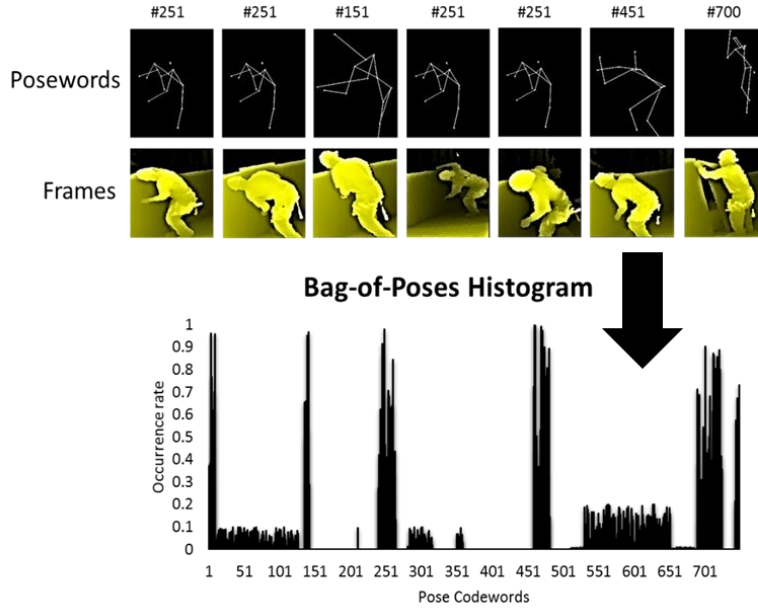 #251 #251 #151 #251 #251 #451 #700
Posewords
Frames
Bag-of-Poses Histogram
1
0.9
0.8
0.7
0.6
0.5
0.4
0.3
0.2
0.1
0
Occurrence rate
1 51 101 151 201 251 301 351 401 451 501 551 601 651 701
Pose Codewords